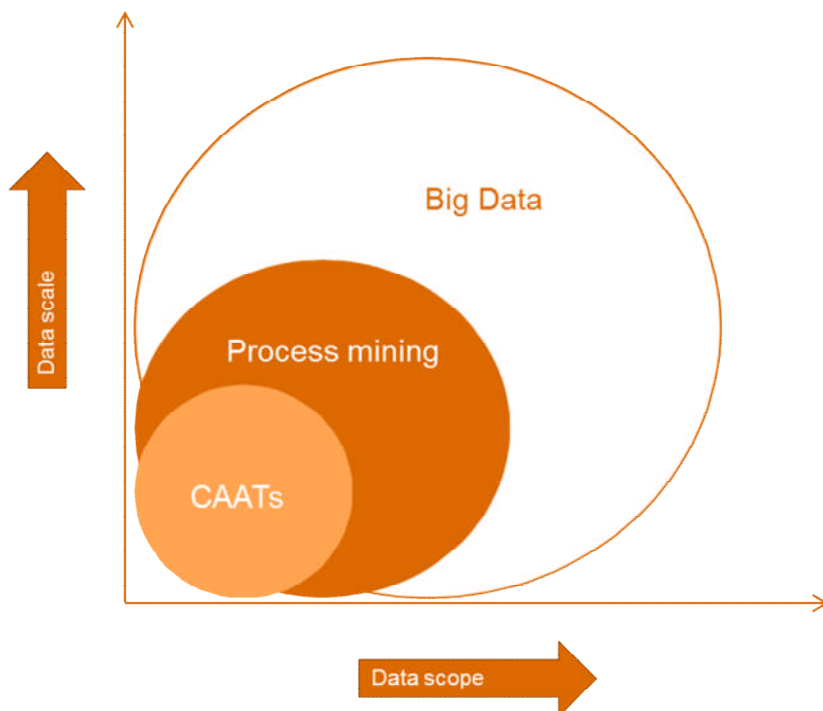 Big Data
Process mining
CAATs
Data scale
Data scope